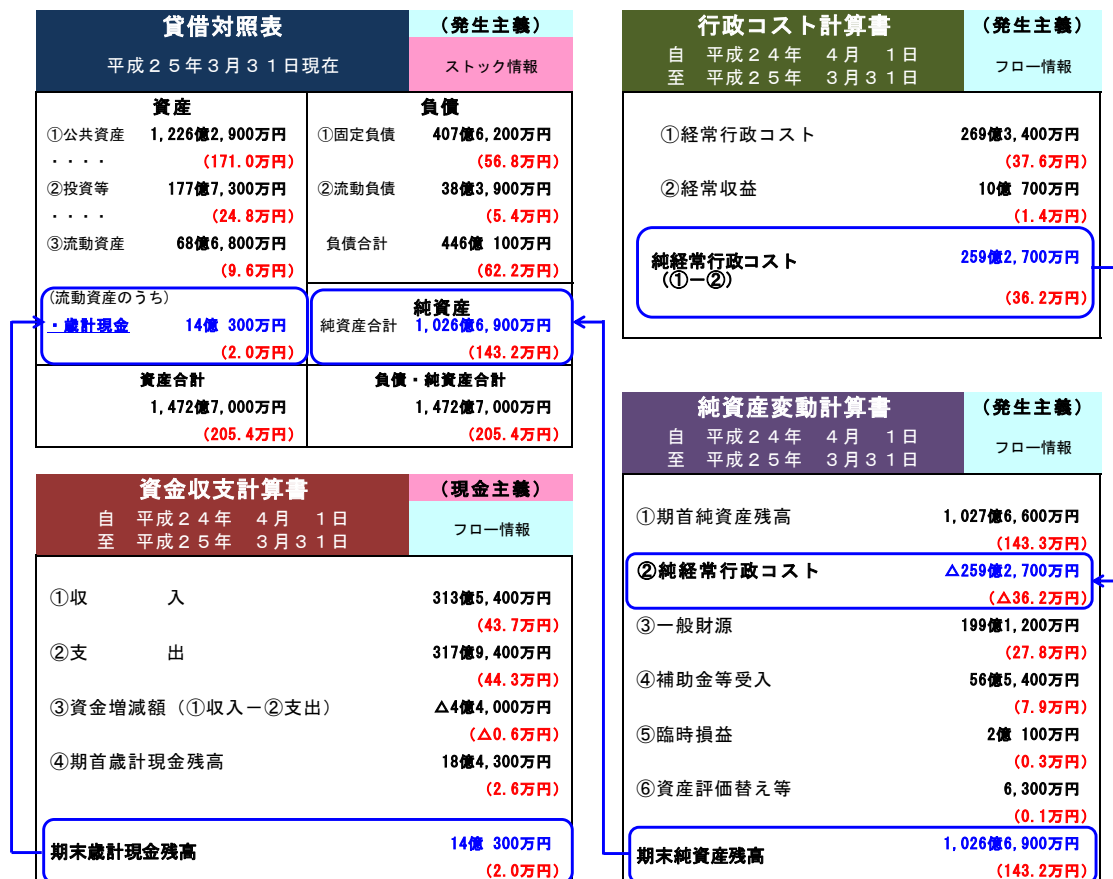 貸借対照表
（発生主義）
平成２５年３月３１日現在
ストック情報
資産
負債
①公共資産 1,226億2,900万円 ①固定負債 407億6,200万円
・・・・ (171.0万円) (56.8万円)
②投資等 177億7,300万円 ②流動負債 38億3,900万円
・・・・ (24.8万円) (5.4万円)
③流動資産 68億6,800万円 負債合計 446億 100万円
(9.6万円) (62.2万円)
(流動資産のうち) 純資産
・歳計現金 14億 300万円 純資産合計 1,026億6,900万円
(2.0万円) (143.2万円)
資産合計 負債・純資産合計
1,472億7,000万円 1,472億7,000万円
(205.4万円) (205.4万円)
資金収支計算書
（現金主義）
自 平成２４年 ４月 １日
至 平成２５年 ３月３１日
フロー情報
①収 入 313億5,400万円
(43.7万円)
②支 出 317億9,400万円
(44.3万円)
③資金増減額（①収入－②支出） △4億4,000万円
(△0.6万円)
④期首歳計現金残高 18億4,300万円
(2.6万円)
期末歳計現金残高 14億 300万円
(2.0万円)
行政コスト計算書
（発生主義）
自 平成２４年 ４月 １日
至 平成２５年 ３月３１日
フロー情報
①経常行政コスト 269億3,400万円
(37.6万円)
②経常収益 10億 700万円
(1.4万円)
純経常行政コスト 259億2,700万円
（①－②）
(36.2万円)
純資産変動計算書
（発生主義）
自 平成２４年 ４月 １日
至 平成２５年 ３月３１日
フロー情報
①期首純資産残高 1,027億6,600万円
(143.3万円)
②純経常行政コスト △259億2,700万円
(△36.2万円)
③一般財源 199億1,200万円
(27.8万円)
④補助金等受入 56億5,400万円
(7.9万円)
⑤臨時損益 2億 100万円
(0.3万円)
⑥資産評価替え等 6,300万円
(0.1万円)
期末純資産残高 1,026億6,900万円
(143.2万円)